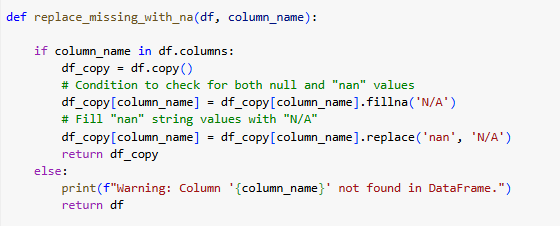 def replace_missing_with_na(df, column_name):
    if column_name in df.columns:
        df_copy = df.copy()
        # Condition to check for both null and "nan" values
        df_copy[column_name] = df_copy[column_name].fillna('N/A')
        # Fill "nan" string values with "N/A"
        df_copy[column_name] = df_copy[column_name].replace('nan', 'N/A')
        return df_copy
    else:
        print(f"Warning: Column '{column_name}' not found in DataFrame.")
        return df